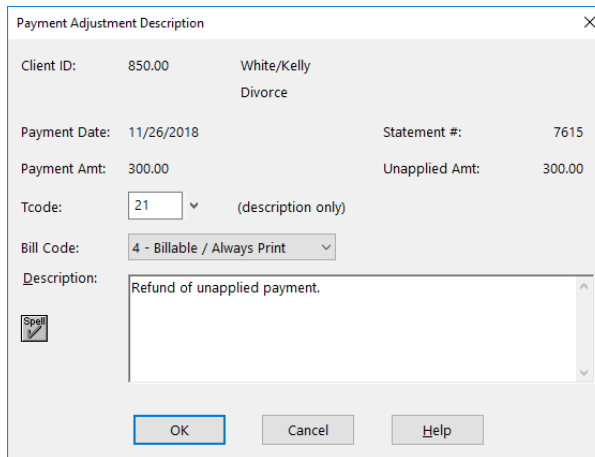 Payment Adjustment Description
Client ID: 850.00 White/Kelly
Divorce
Payment Date: 11/26/2018 Statement #: 7615
Payment Amt: 300.00 Unapplied Amt: 300.00
Tcode: 21 (description only)
Bill Code: 4 - Billable / Always Print
Description: Refund of unapplied payment.
Spell
OK Cancel Help